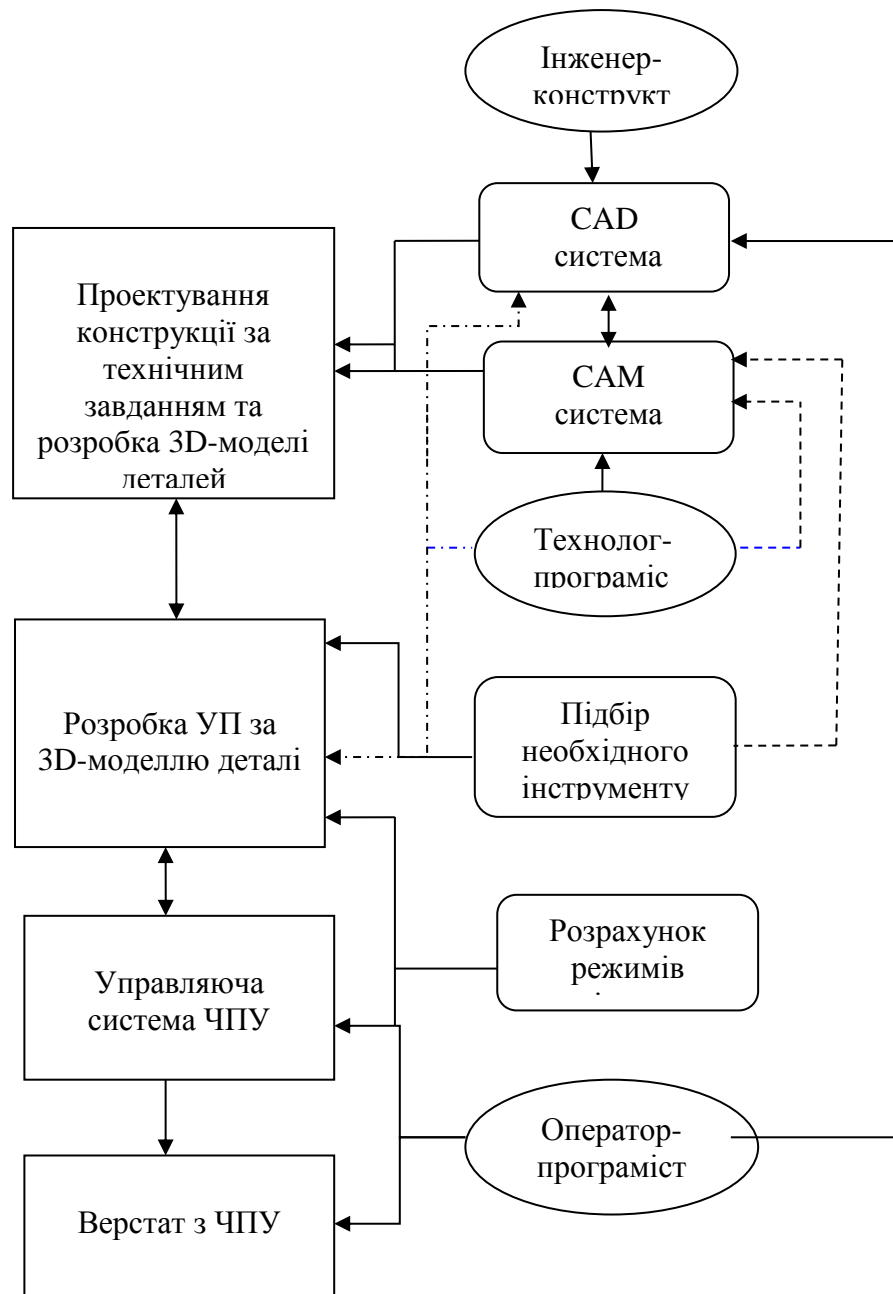 Інженер-
конструкт
CAD
система
Проектування
конструкції за
технічним
завданням та
розробка 3D-моделі
деталей
CAM
система
Технолог-
програміс
Розробка УП за
3D-моделлю деталі
Підбір
необхідного
інструменту
Розрахунок
режимів
Управляюча
система ЧПУ
Оператор-
програміст
Верстат з ЧПУ